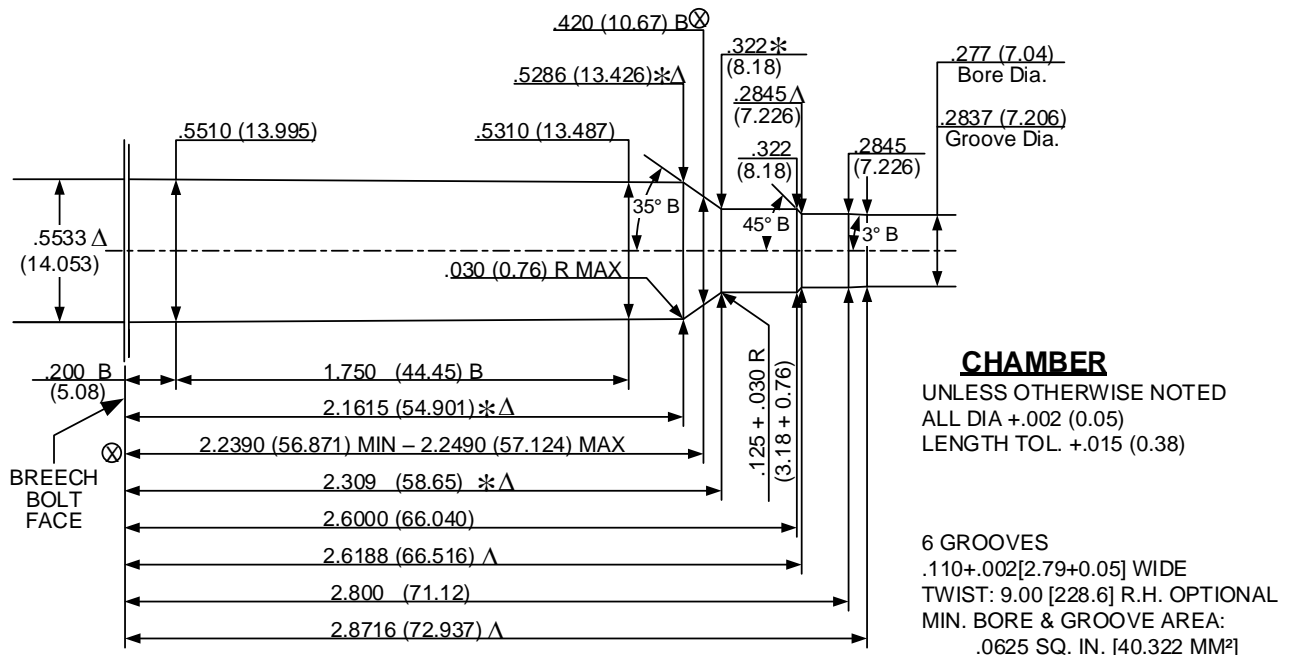 .420 (10.67) B Ⓧ
.322 ✻
(8.18)
.277 (7.04)
Bore Dia.
.5286 (13.426) ✻ Δ
.2845 Δ
(7.226)
.2837 (7.206)
Groove Dia.
.5510 (13.995)
.5310 (13.487)
.322
(8.18)
.2845
(7.226)
35° B
45° B
3° B
.5533 Δ
(14.053)
.030 (0.76) R MAX
.200 B
(5.08)
1.750 (44.45) B
.125 + .030 R
(3.18 + 0.76)
CHAMBER
UNLESS OTHERWISE NOTED
ALL DIA +.002 (0.05)
LENGTH TOL. +.015 (0.38)
2.1615 (54.901) ✻ Δ
Ⓧ
2.2390 (56.871) MIN – 2.2490 (57.124) MAX
BREECH
BOLT
FACE
2.309 (58.65) ✻ Δ
2.6000 (66.040)
2.6188 (66.516) Δ
2.800 (71.12)
2.8716 (72.937) Δ
6 GROOVES
.110+.002[2.79+0.05] WIDE
TWIST: 9.00 [228.6] R.H. OPTIONAL
MIN. BORE & GROOVE AREA:
.0625 SQ. IN. [40.322 MM²]